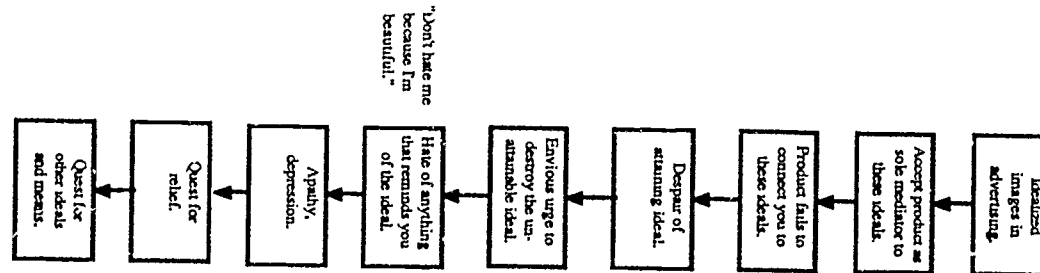 Idealized
images in
advertising.
Accept product as
sole mediator to
these ideals.
Product fails to
connect you to
these ideals.
Despair of
attaining ideal.
Envious urge to
destroy the un-
attainable ideal.
"Don't hate me
because I'm
beautiful."
Hate of anything
that reminds you
of the ideal.
Apathy,
depression.
Quest for
relief.
Quest for
other ideals
and means.